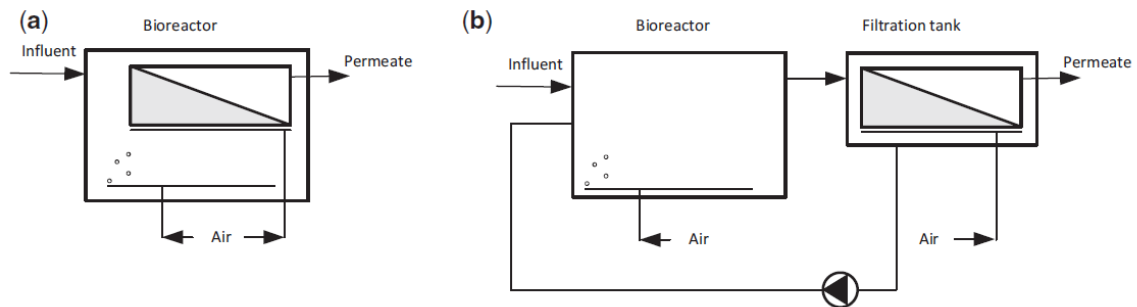 (a)
Bioreactor
Influent
Permeate
Air
(b)
Bioreactor
Filtration tank
Influent
Permeate
Air
Air